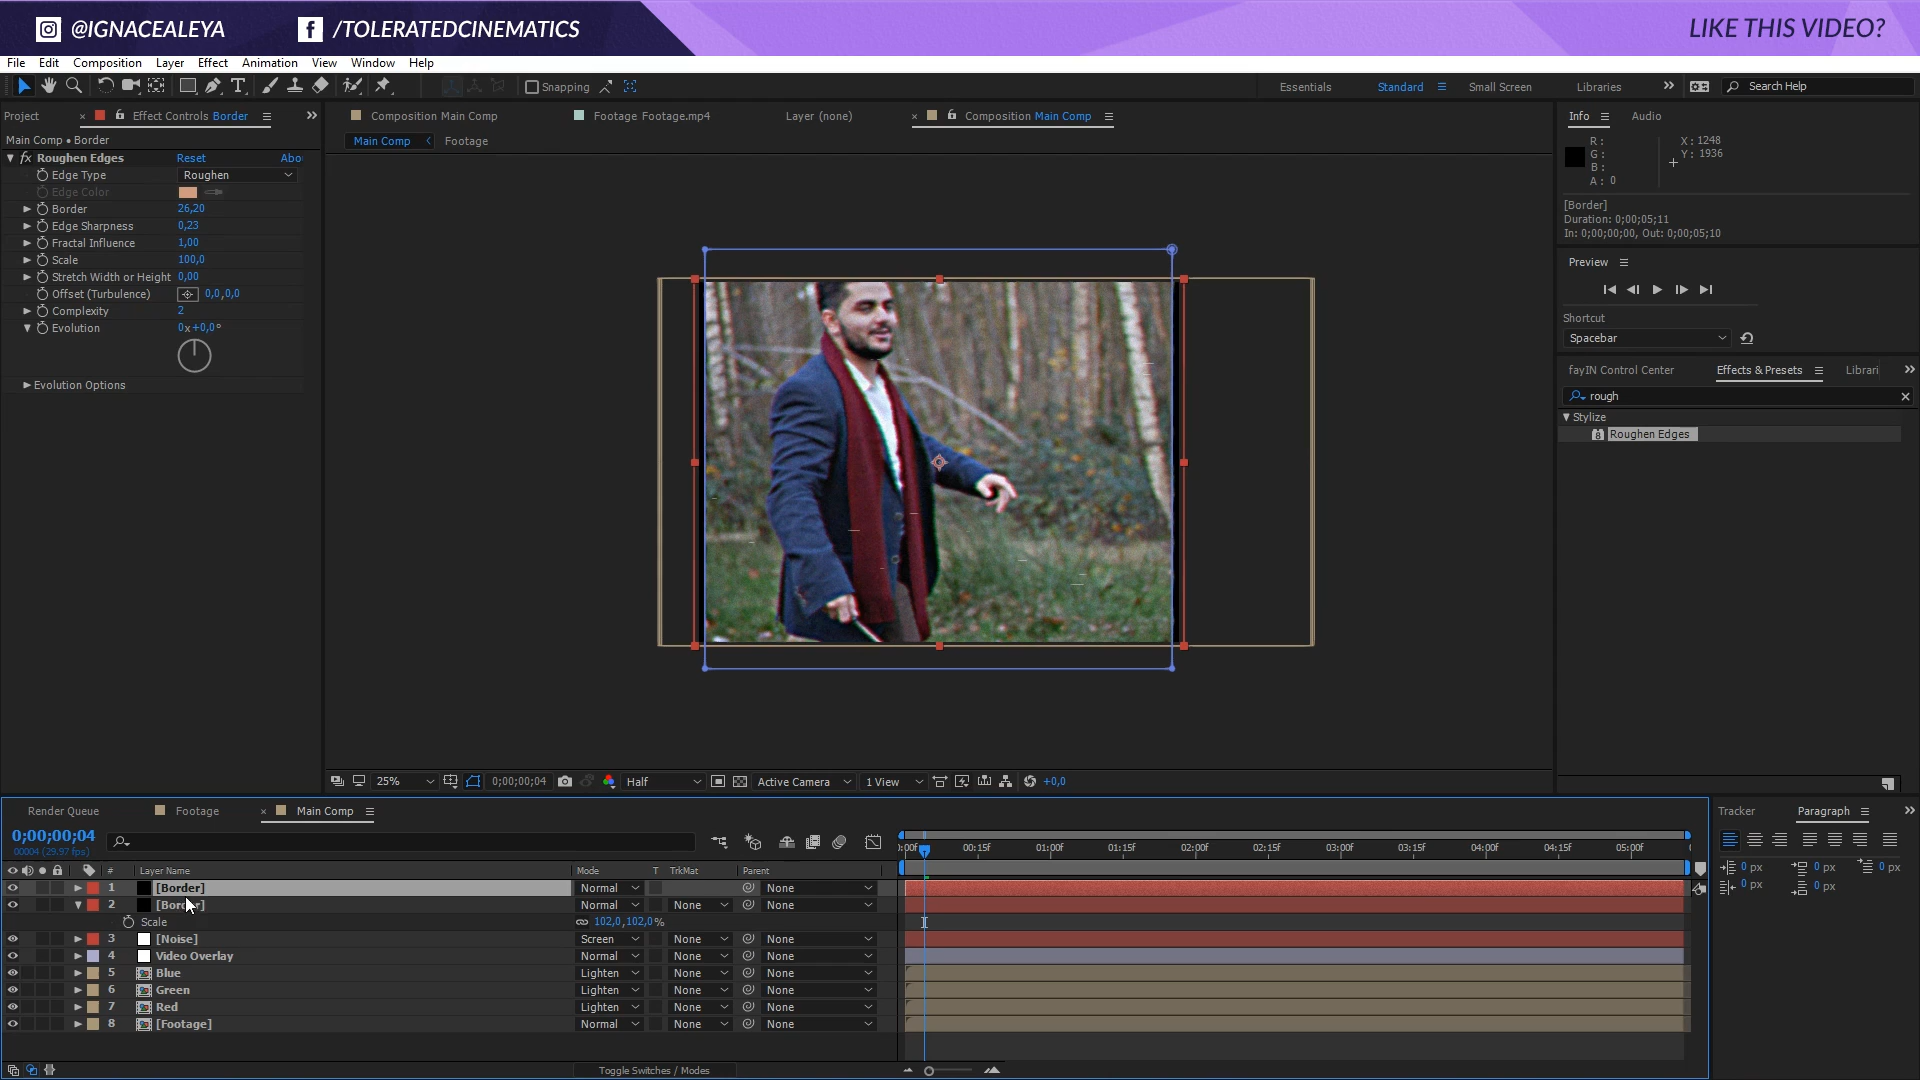 @IGNACEALEYA /TOLERATEDCINEMATICS LIKE THIS VIDEO?
File Edit Composition Layer Effect Animation View Window Help
Snapping Essentials Standard Small Screen Libraries Search Help
Project Effect Controls Border
Composition Main Comp Footage Footage.mp4 Layer (none) Composition Main Comp
Info Audio
Main Comp • Border
Main Comp Footage
fx Roughen Edges Reset Abo
Edge Type Roughen
Edge Color
Border 26,20
Edge Sharpness 0,23
Fractal Influence 1,00
Scale 100,0
Stretch Width or Height 0,00
Offset (Turbulence) 0,0,0,0
Complexity 2
Evolution 0x+0,0°
Evolution Options
R: X: 1248
G: Y: 1936
B:
A: 0
[Border]
Duration: 0;00;05;11
In: 0;00;00;00, Out: 0;00;05;10
Preview
Shortcut
Spacebar
fayIN Control Center Effects & Presets Librari
rough
Stylize
Roughen Edges
25% 0;00;00;04 Half Active Camera 1 View +0,0
Render Queue Footage Main Comp
Tracker Paragraph
0;00;00;04
00004 (29.97 fps)
):00f 00:15f 01:00f 01:15f 02:00f 02:15f 03:00f 03:15f 04:00f 04:15f 05:00f
# Layer Name Mode T TrkMat Parent
1 [Border] Normal None
2 [Border] Normal None None
Scale 102,0,102,0%
3 [Noise] Screen None None
4 Video Overlay Normal None None
5 Blue Lighten None None
6 Green Lighten None None
7 Red Lighten None None
8 [Footage] Normal None None
Toggle Switches / Modes
0 px 0 px 0 px
0 px 0 px